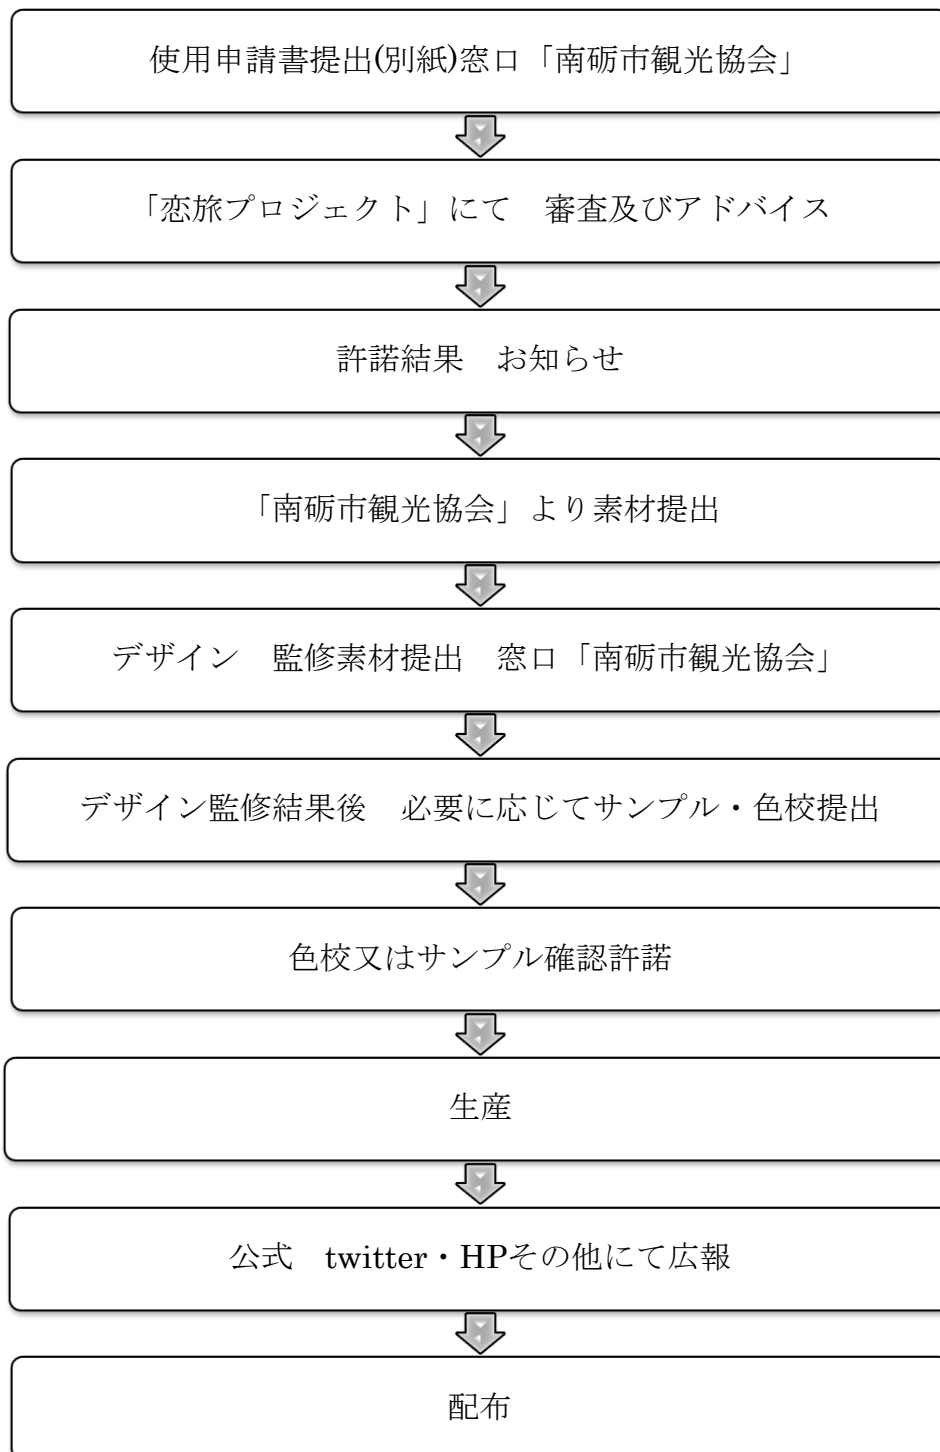 使用申請書提出(別紙)窓口「南砺市観光協会」
「恋旅プロジェクト」にて　審査及びアドバイス
許諾結果　お知らせ
「南砺市観光協会」より素材提出
デザイン　監修素材提出　窓口「南砺市観光協会」
デザイン監修結果後　必要に応じてサンプル・色校提出
色校又はサンプル確認許諾
生産
公式　twitter・HPその他にて広報
配布